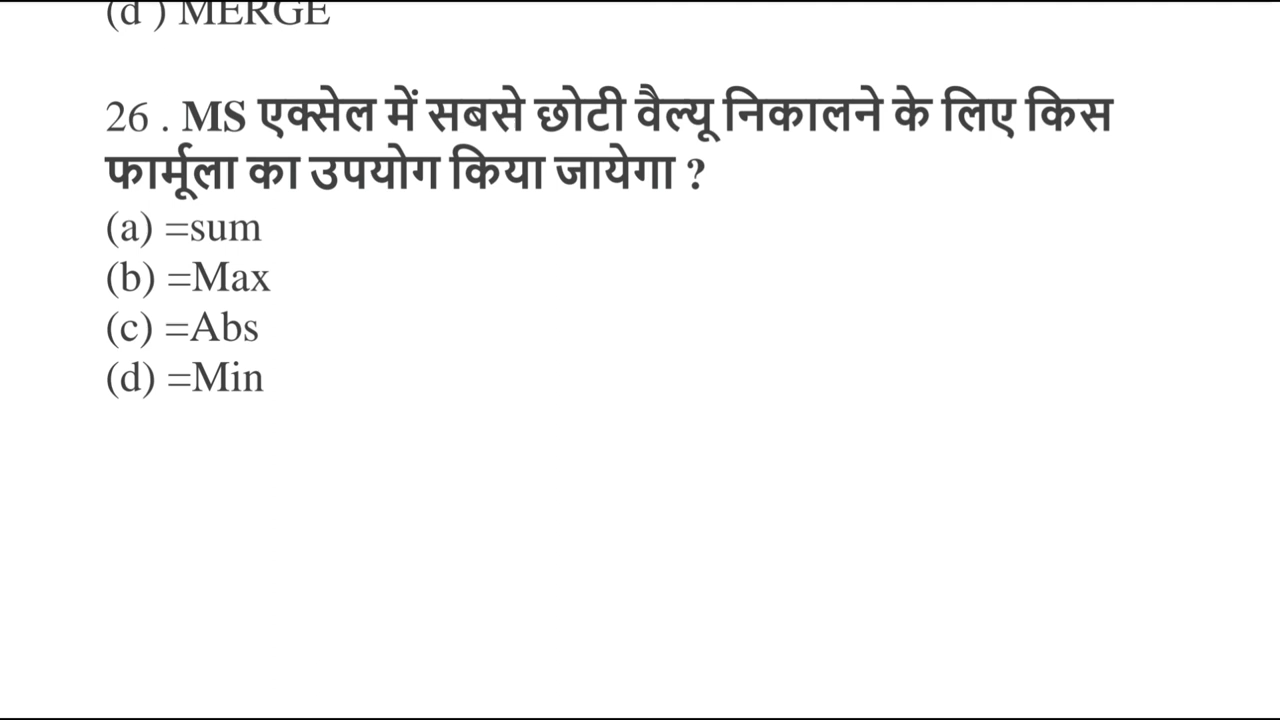 (d ) MERGE
26 . MS एक्सेल में सबसे छोटी वैल्यू निकालने के लिए किस
फार्मूला का उपयोग किया जायेगा ?
(a) =sum
(b) =Max
(c) =Abs
(d) =Min